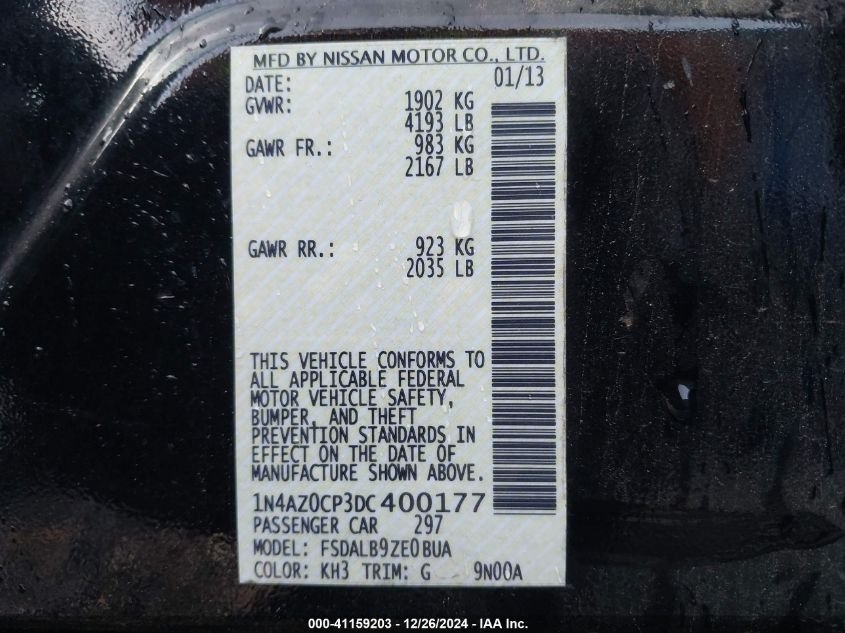 MFD BY NISSAN MOTOR CO., LTD.
DATE: 01/13
GVWR: 1902 KG
4193 LB
GAWR FR.: 983 KG
2167 LB
GAWR RR.: 923 KG
2035 LB
THIS VEHICLE CONFORMS TO
ALL APPLICABLE FEDERAL
MOTOR VEHICLE SAFETY,
BUMPER, AND THEFT
PREVENTION STANDARDS IN
EFFECT ON THE DATE OF
MANUFACTURE SHOWN ABOVE.
1N4AZ0CP3DC400177
PASSENGER CAR 297
MODEL: FSDALB9ZE0BUA
COLOR: KH3 TRIM: G 9N00A
000-41159203 - 12/26/2024 - IAA Inc.